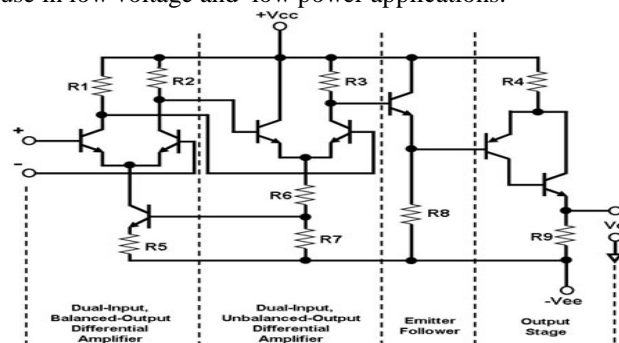 use in low voltage and low power applications.
+Vcc
R1
R2
R3
R4
+
-
R6
R5
R7
R8
R9
-Vee
Dual-Input,
Balanced-Output
Differential
Amplifier
Dual-Input,
Unbalanced-Output
Differential
Amplifier
Emitter
Follower
Output
Stage